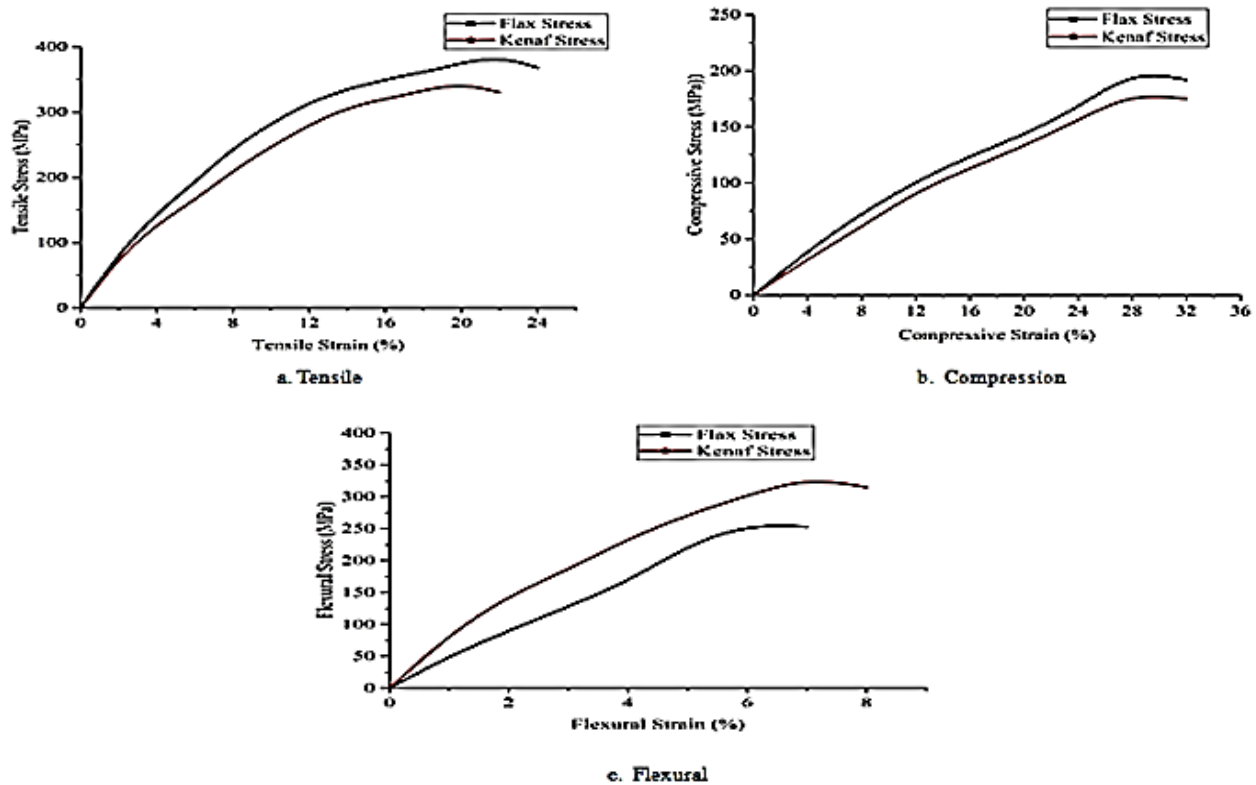 Flax Stress
Kenaf Stress
400
300
200
100
0
Tensile Stress (MPa)
0 4 8 12 16 20 24
Tensile Strain (%)
a. Tensile
Flax Stress
Kenaf Stress
250
200
150
100
50
0
Compressive Stress (MPa))
0 4 8 12 16 20 24 28 32 36
Compressive Strain (%)
b. Compression
Flax Stress
Kenaf Stress
400
350
300
250
200
150
100
50
0
Flexural Stress (MPa)
0 2 4 6 8
Flexural Strain (%)
c. Flexural